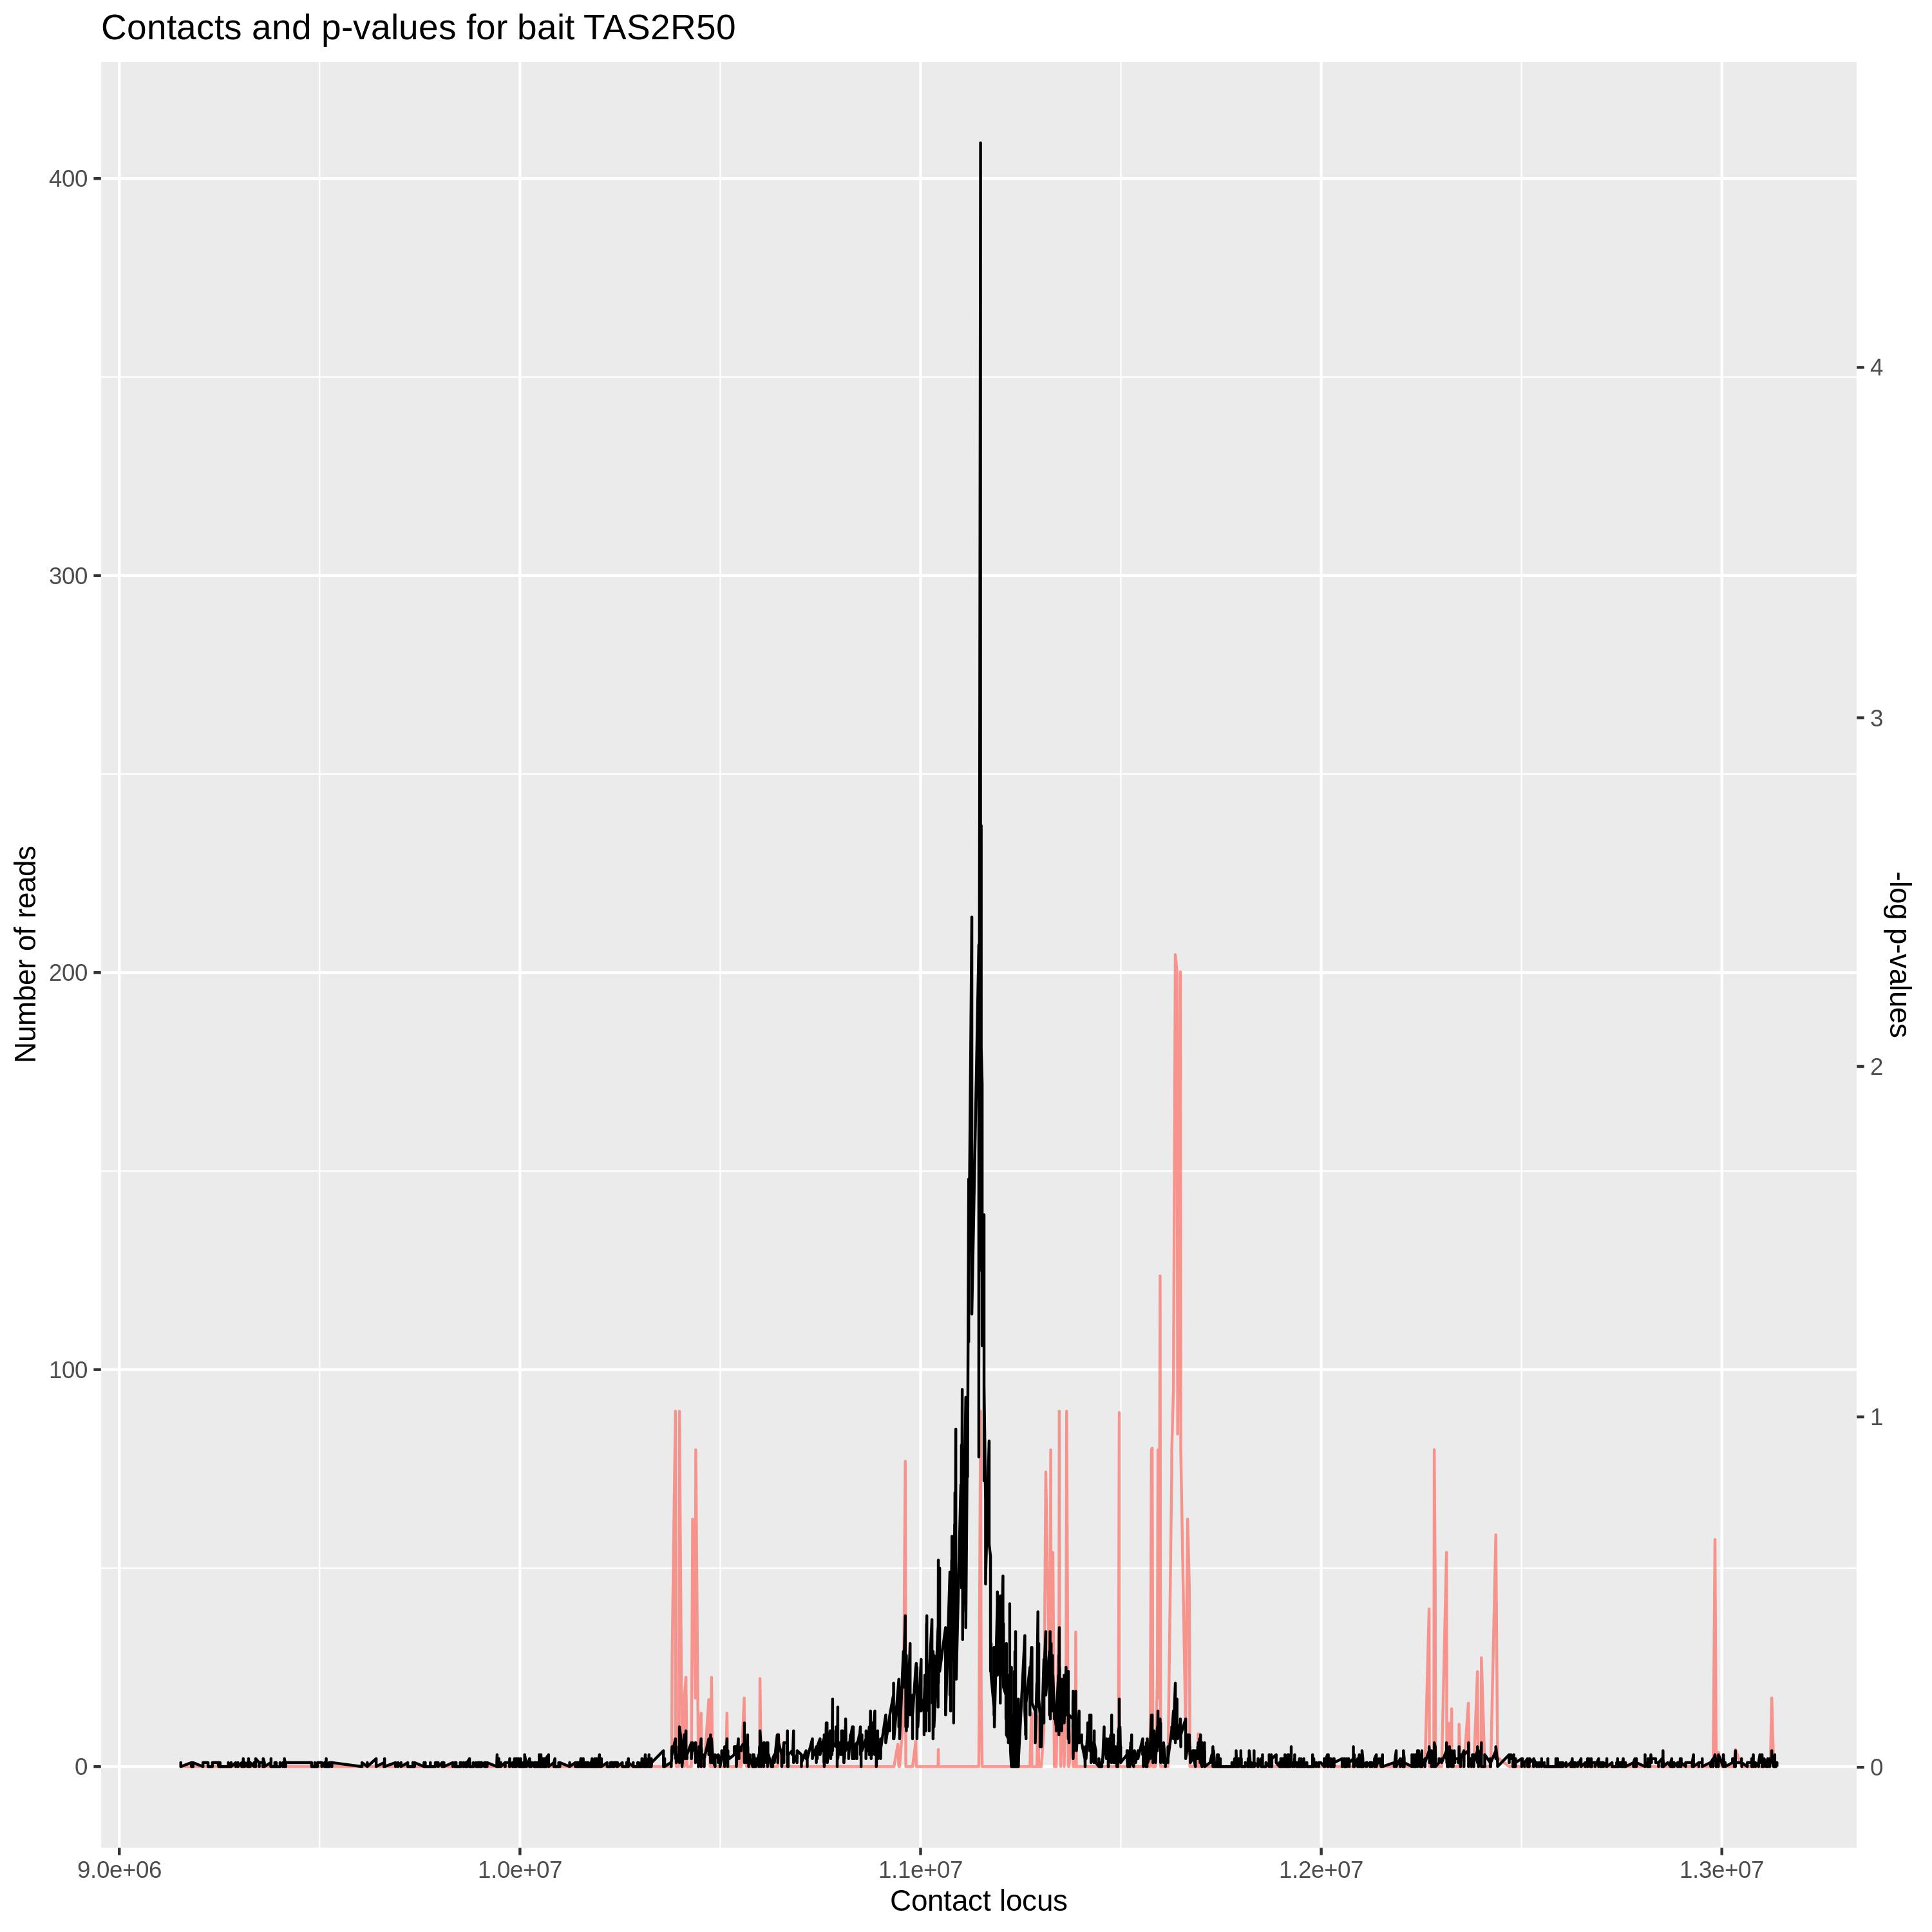 Contacts and p-values for bait TAS2R50
400
300
200
100
0
Number of reads
4
3
2
1
0
-log p-values
9.0e+06 1.0e+07 1.1e+07 1.2e+07 1.3e+07
Contact locus